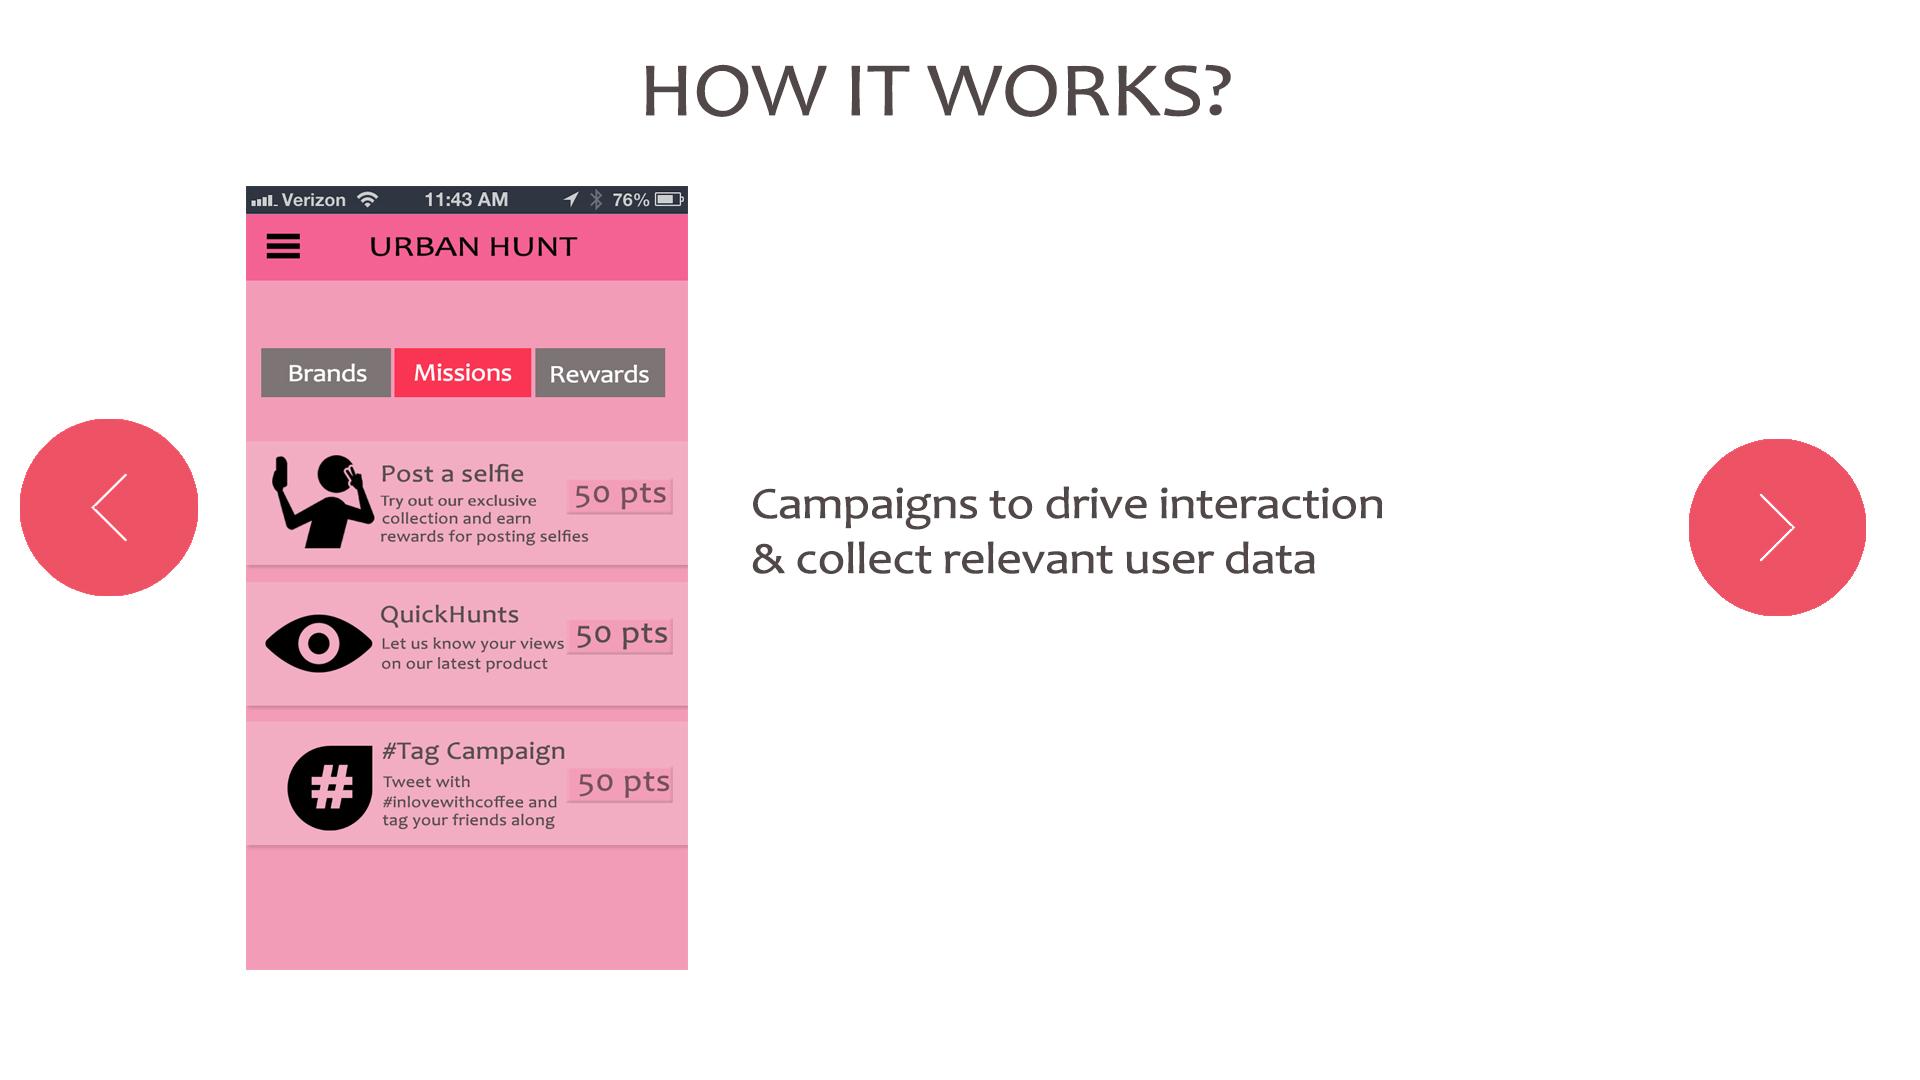 HOW IT WORKS?
Verizon 11:43 AM 76%
URBAN HUNT
Brands Missions Rewards
Post a selfie
Try out our exclusive
collection and earn
rewards for posting selfies
50 pts
QuickHunts
Let us know your views
on our latest product
50 pts
#Tag Campaign
Tweet with
#inlovewithcoffee and
tag your friends along
50 pts
#
Campaigns to drive interaction
& collect relevant user data